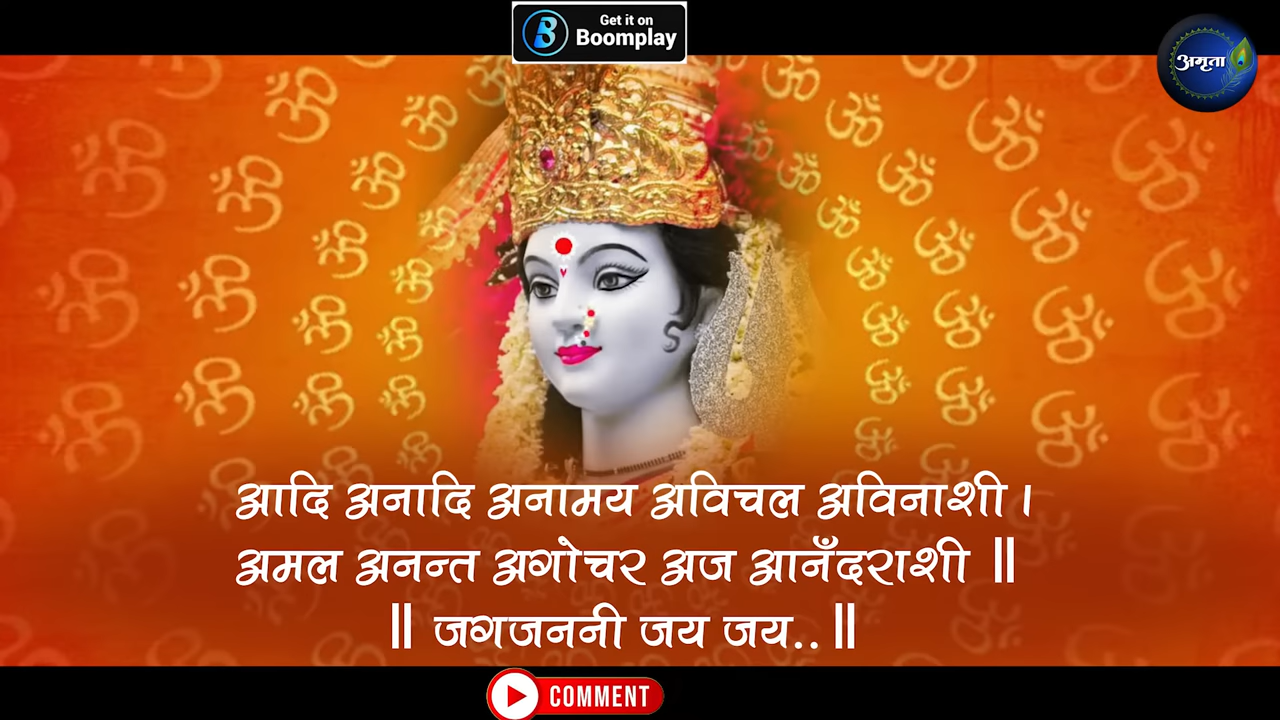 Get it on
Boomplay
अमृता
आदि अनादि अनामय अविचल अविनाशी ।
अमल अनन्त अगोचर अज आनँदराशी ॥
॥ जगजननी जय जय.. ॥
COMMENT